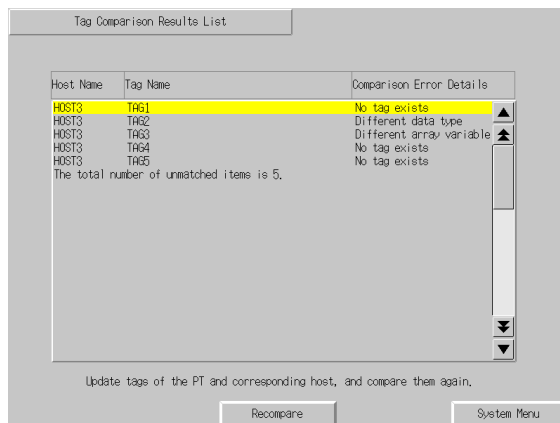 Tag Comparison Results List
Host Name Tag Name Comparison Error Details
HOST3 TAG1 No tag exists
HOST3 TAG2 Different data type
HOST3 TAG3 Different array variable
HOST3 TAG4 No tag exists
HOST3 TAG5 No tag exists
The total number of unmatched items is 5.
Update tags of the PT and corresponding host, and compare them again.
Recompare System Menu